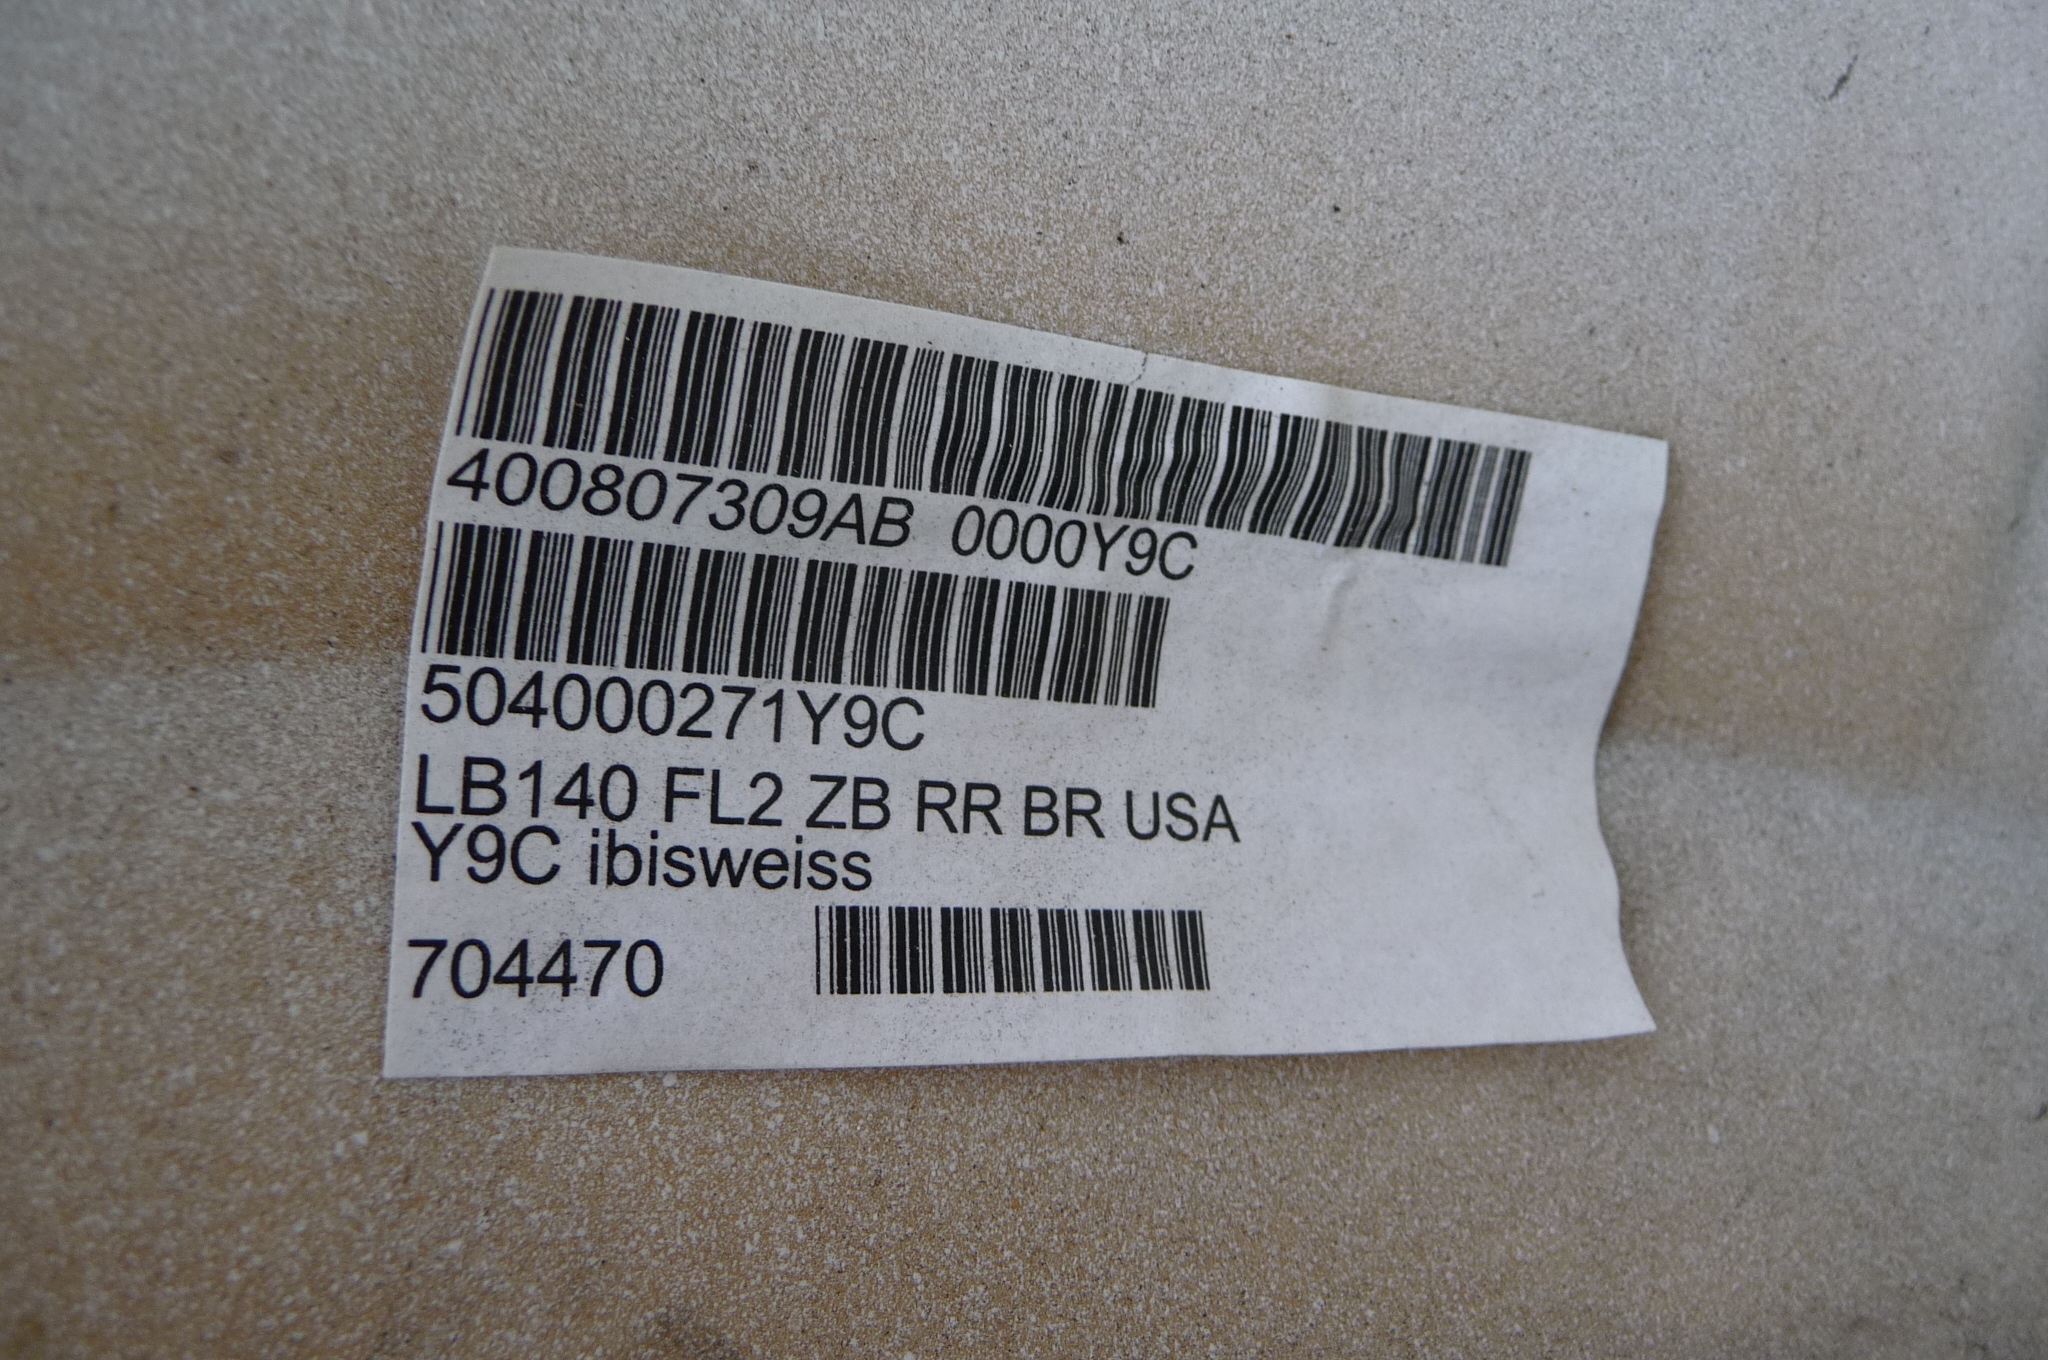 400807309AB 0000Y9C
504000271Y9C
LB140 FL2 ZB RR BR USA
Y9C ibisweiss
704470